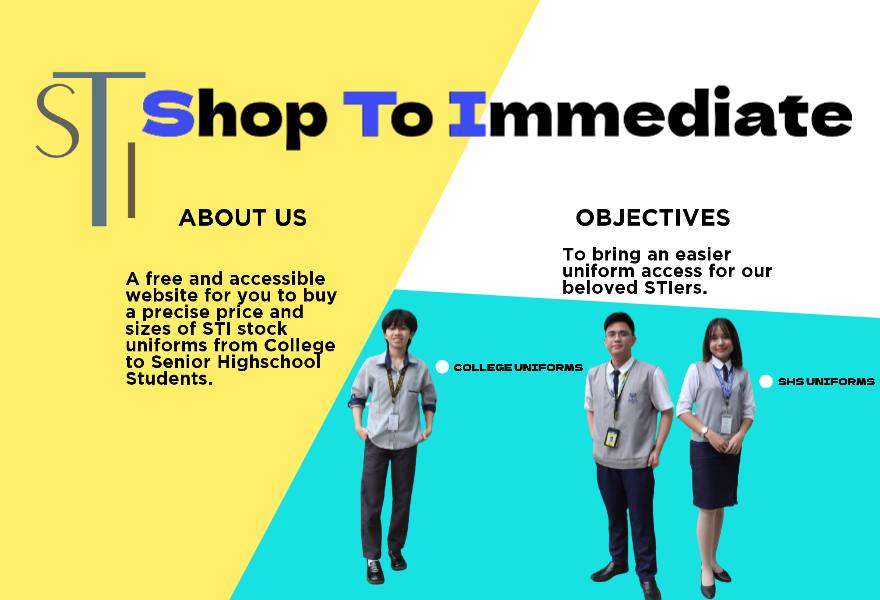 STI
Shop To Immediate
ABOUT US
A free and accessible
website for you to buy
a precise price and
sizes of STI stock
uniforms from College
to Senior Highschool
Students.
OBJECTIVES
To bring an easier
uniform access for our
beloved STIers.
COLLEGE UNIFORMS
SHS UNIFORMS